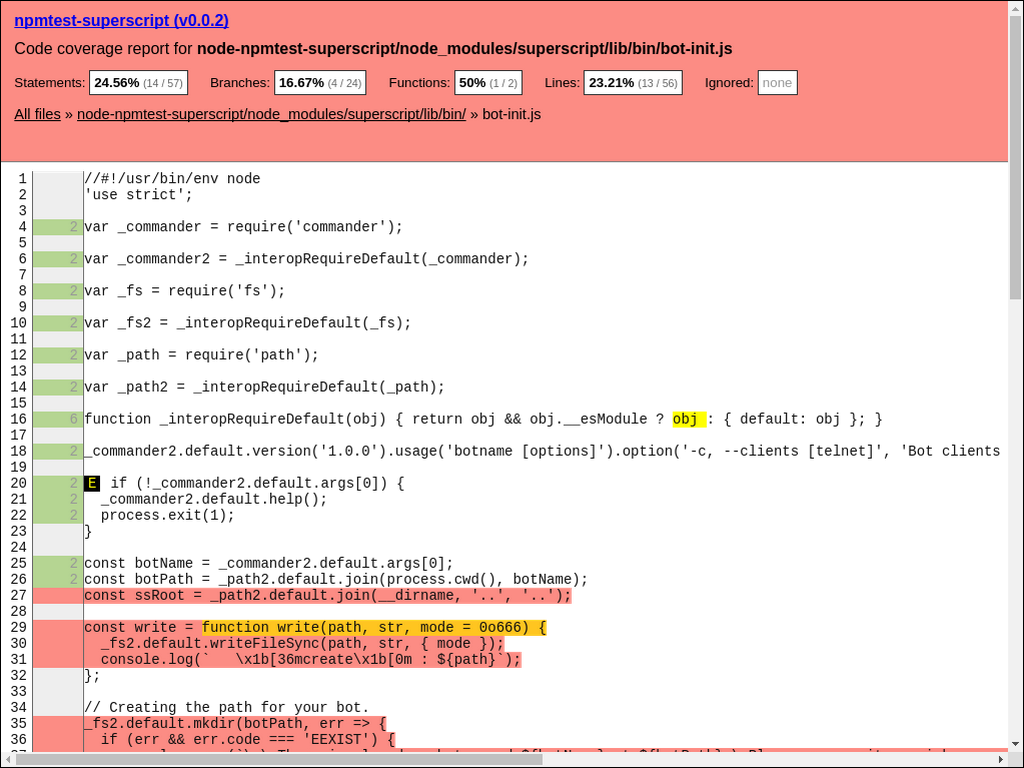 npmtest-superscript (v0.0.2)
Code coverage report for node-npmtest-superscript/node_modules/superscript/lib/bin/bot-init.js
Statements: 24.56% (14 / 57) Branches: 16.67% (4 / 24) Functions: 50% (1 / 2) Lines: 23.21% (13 / 56) Ignored: none
All files » node-npmtest-superscript/node_modules/superscript/lib/bin/ » bot-init.js
1 //#!/usr/bin/env node
2 'use strict';
3
4 2 var _commander = require('commander');
5
6 2 var _commander2 = _interopRequireDefault(_commander);
7
8 2 var _fs = require('fs');
9
10 2 var _fs2 = _interopRequireDefault(_fs);
11
12 2 var _path = require('path');
13
14 2 var _path2 = _interopRequireDefault(_path);
15
16 6 function _interopRequireDefault(obj) { return obj && obj.__esModule ? obj : { default: obj }; }
17
18 2 _commander2.default.version('1.0.0').usage('botname [options]').option('-c, --clients [telnet]', 'Bot clients
19
20 2 E if (!_commander2.default.args[0]) {
21 2 _commander2.default.help();
22 2 process.exit(1);
23 }
24
25 2 const botName = _commander2.default.args[0];
26 2 const botPath = _path2.default.join(process.cwd(), botName);
27 const ssRoot = _path2.default.join(__dirname, '..', '..');
28
29 const write = function write(path, str, mode = 0o666) {
30 _fs2.default.writeFileSync(path, str, { mode });
31 console.log(`   \x1b[36mcreate\x1b[0m : ${path}`);
32 };
33
34 // Creating the path for your bot.
35 _fs2.default.mkdir(botPath, err => {
36 if (err && err.code === 'EEXIST') {